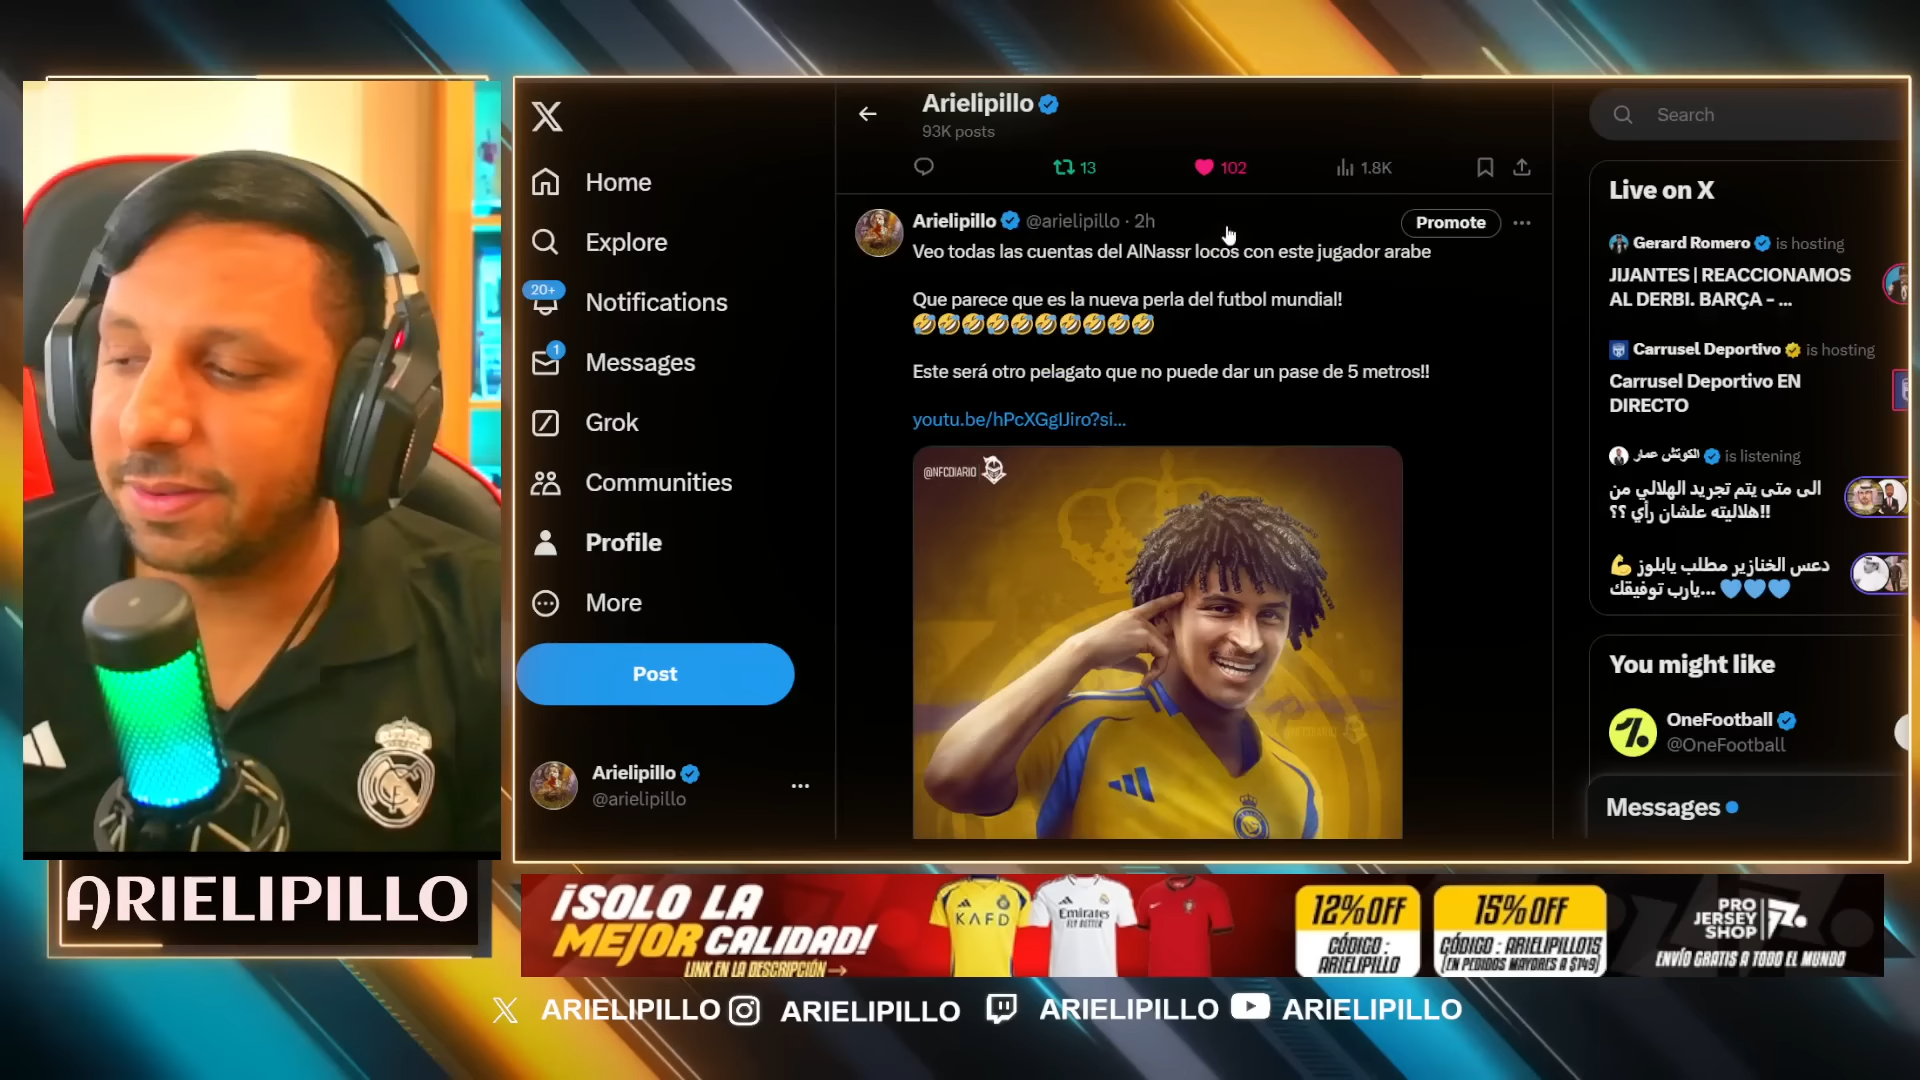 Home
Explore
20+
Notifications
1
Messages
Grok
Communities
Profile
More
Post
Arielipillo
@arielipillo
Arielipillo
93K posts
13
102
1.8K
Arielipillo @arielipillo · 2h
Promote
Veo todas las cuentas del AlNassr locos con este jugador arabe
Que parece que es la nueva perla del futbol mundial!
🤣🤣🤣🤣🤣🤣🤣🤣🤣🤣
Este será otro pelagato que no puede dar un pase de 5 metros!!
youtu.be/hPcXGgIJiro?si...
@NFCDIARIO
Search
Live on X
Gerard Romero is hosting
JIJANTES | REACCIONAMOS
AL DERBI. BARÇA - ...
Carrusel Deportivo is hosting
Carrusel Deportivo EN
DIRECTO
الكوتش عمار is listening
الى متى يتم تجريد الهلالي من
هلاليته علشان رأي ؟؟!!
دعس الخنازير مطلب يابلوز 💪
💙💙💙 ...يارب توفيقك
You might like
OneFootball
@OneFootball
Messages
ARIELIPILLO
¡SOLO LA
MEJOR CALIDAD!
LINK EN LA DESCRIPCIÓN→
KAFD
Emirates
FLY BETTER
12% OFF
CÓDIGO :
ARIELIPILLO
15% OFF
CÓDIGO : ARIELIPILLO15
(EN PEDIDOS MAYORES A $149)
PRO
JERSEY
SHOP
ENVÍO GRATIS A TODO EL MUNDO
ARIELIPILLO ARIELIPILLO ARIELIPILLO ARIELIPILLO